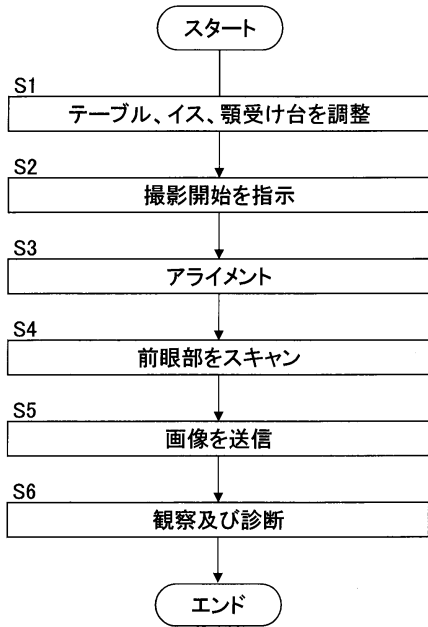 スタート
S1
テーブル、イス、顎受け台を調整
S2
撮影開始を指示
S3
アライメント
S4
前眼部をスキャン
S5
画像を送信
S6
観察及び診断
エンド